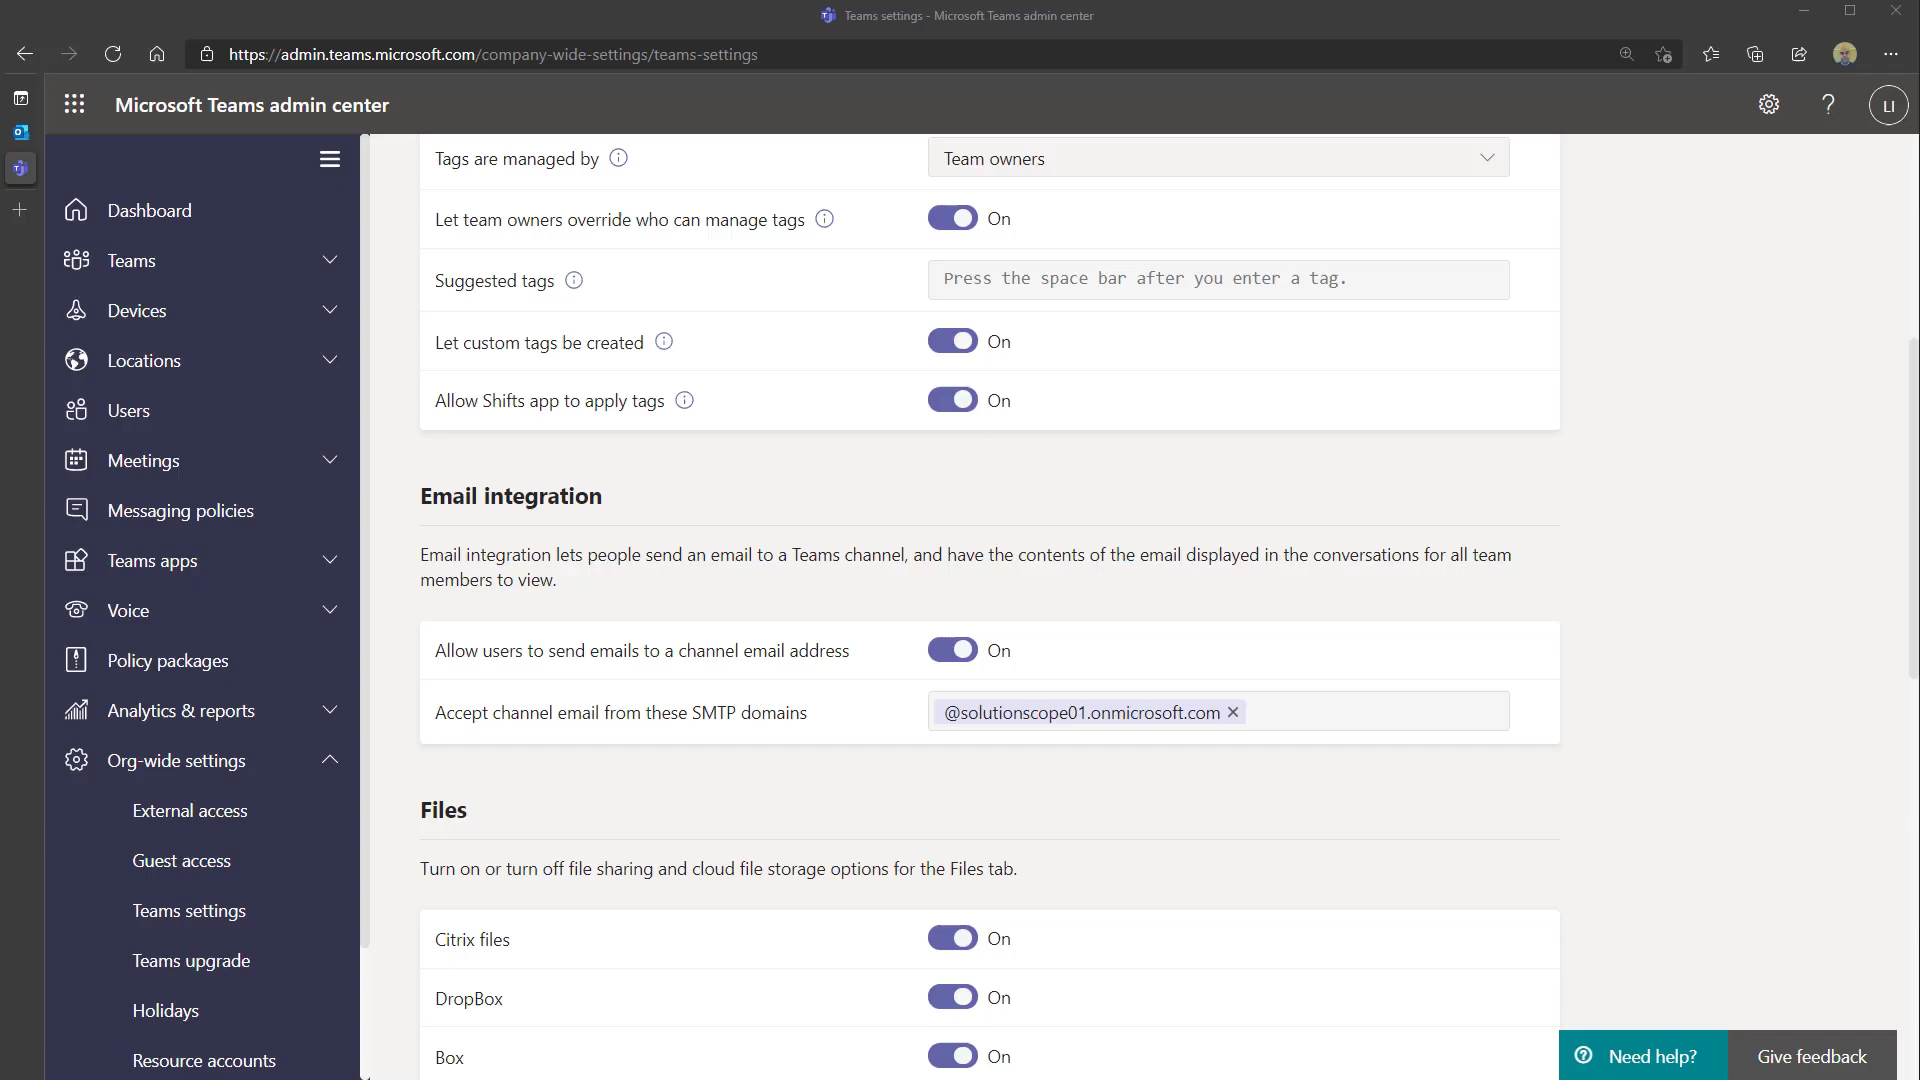 Teams settings - Microsoft Teams admin center
https://admin.teams.microsoft.com/company-wide-settings/teams-settings
Microsoft Teams admin center
LI
Dashboard
Teams
Devices
Locations
Users
Meetings
Messaging policies
Teams apps
Voice
Policy packages
Analytics & reports
Org-wide settings
External access
Guest access
Teams settings
Teams upgrade
Holidays
Resource accounts
Tags are managed by
Team owners
Let team owners override who can manage tags
On
Suggested tags
Press the space bar after you enter a tag.
Let custom tags be created
On
Allow Shifts app to apply tags
On
Email integration
Email integration lets people send an email to a Teams channel, and have the contents of the email displayed in the conversations for all team
members to view.
Allow users to send emails to a channel email address
On
Accept channel email from these SMTP domains
@solutionscope01.onmicrosoft.com
Files
Turn on or turn off file sharing and cloud file storage options for the Files tab.
Citrix files
On
DropBox
On
Box
On
Need help?
Give feedback